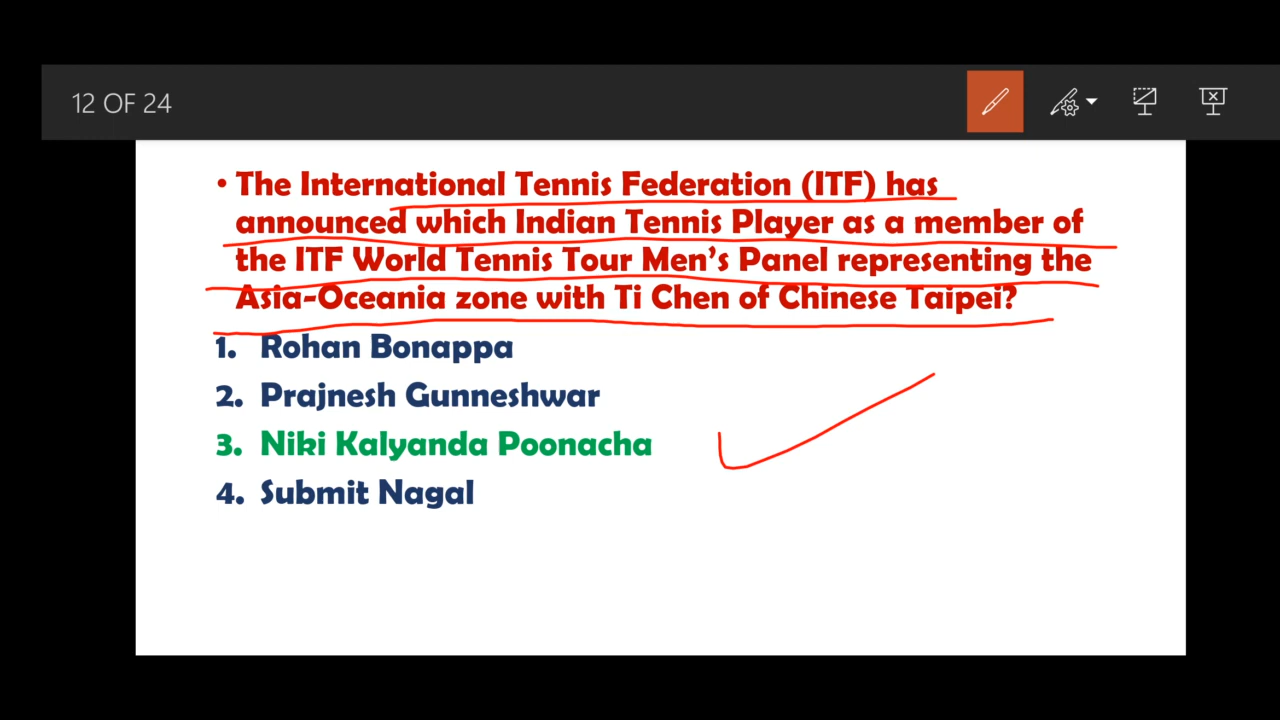 12 OF 24
• The International Tennis Federation (ITF) has
announced which Indian Tennis Player as a member of
the ITF World Tennis Tour Men's Panel representing the
Asia-Oceania zone with Ti Chen of Chinese Taipei?
1. Rohan Bonappa
2. Prajnesh Gunneshwar
3. Niki Kalyanda Poonacha
4. Submit Nagal